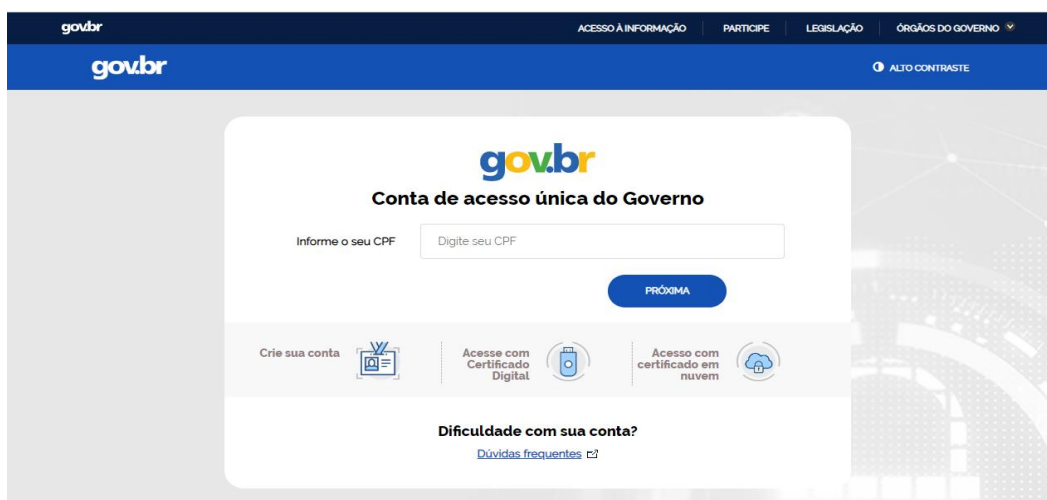 gov.br
ACESSO À INFORMAÇÃO
PARTICIPE
LEGISLAÇÃO
ÓRGÃOS DO GOVERNO
gov.br
ALTO CONTRASTE
gov.br
Conta de acesso única do Governo
Informe o seu CPF
Digite seu CPF
PRÓXIMA
Crie sua conta
Acesse com
Certificado
Digital
Acesso com
certificado em
nuvem
Dificuldade com sua conta?
Dúvidas frequentes